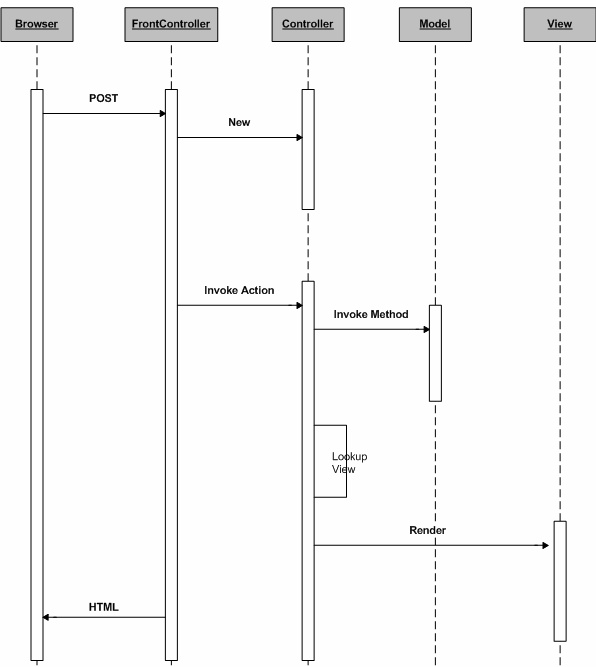 Browser
FrontController
Controller
Model
View
POST
New
Invoke Action
Invoke Method
Lookup
View
Render
HTML